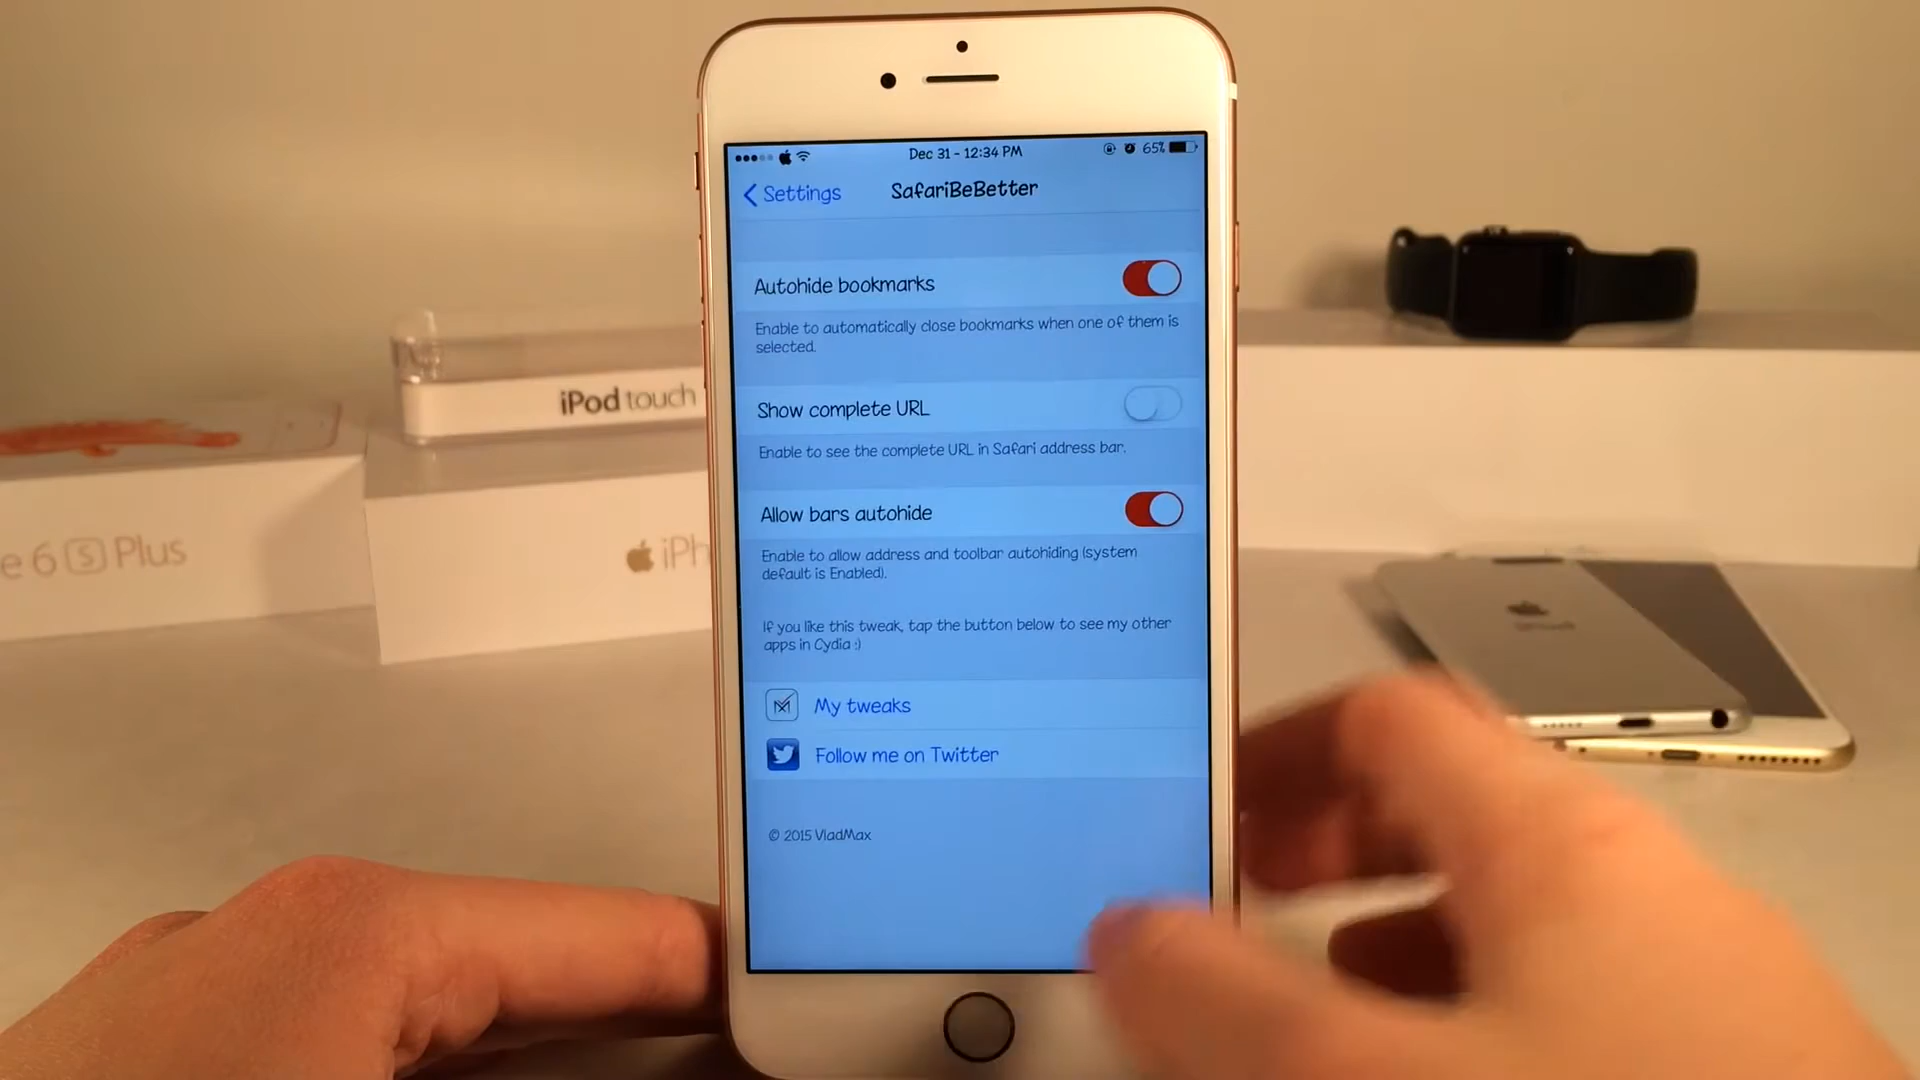 Dec 31 - 12:34 PM
65%
Settings
SafariBeBetter
Autohide bookmarks
Enable to automatically close bookmarks when one of them is
selected.
Show complete URL
Enable to see the complete URL in Safari address bar.
Allow bars autohide
Enable to allow address and toolbar autohiding (system
default is Enabled).
If you like this tweak, tap the button below to see my other
apps in Cydia :)
My tweaks
Follow me on Twitter
© 2015 VladMax
iPod touch
e 6 S Plus
iPh